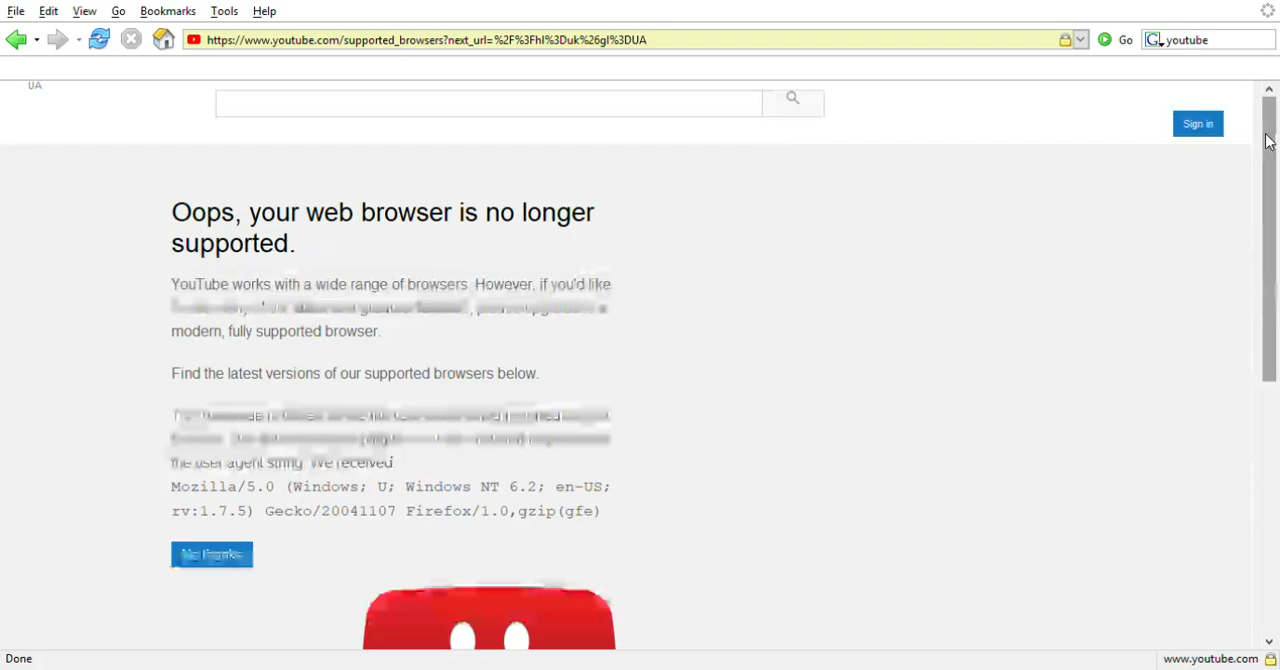 File Edit View Go Bookmarks Tools Help
https://www.youtube.com/supported_browsers?next_url=%2F%3Fhl%3Duk%26gl%3DUA Go youtube
UA
Sign in
Oops, your web browser is no longer
supported.
YouTube works with a wide range of browsers. However, if you'd like
modern, fully supported browser.
Find the latest versions of our supported browsers below.
the user agent string. We received
Mozilla/5.0 (Windows; U; Windows NT 6.2; en-US;
rv:1.7.5) Gecko/20041107 Firefox/1.0,gzip(gfe)
No thanks
Done www.youtube.com